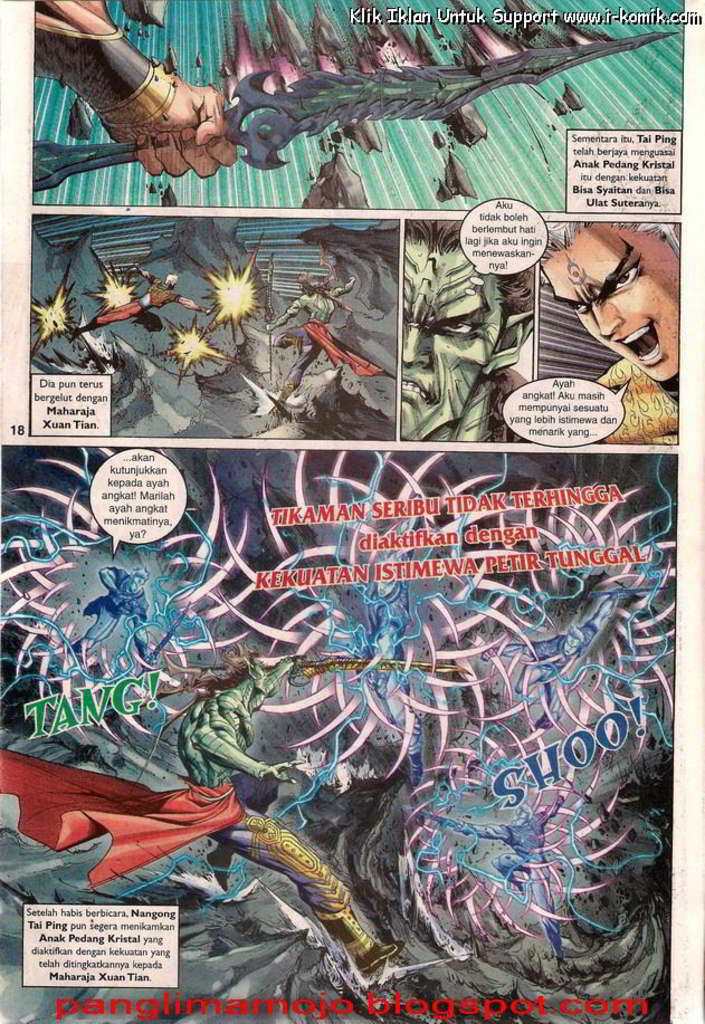 Klik Iklan Untuk Support www.i-komik.com
Sementara itu, Tai Ping
telah berjaya menguasai
Anak Pedang Kristal
itu dengan kekuatan
Bisa Syaitan dan Bisa
Ulat Suteranya.
Dia pun terus
bergelut dengan
Maharaja
Xuan Tian.
Aku
tidak boleh
berlembut hati
lagi jika aku ingin
menewaskan-
nya!
Ayah
angkat! Aku masih
mempunyai sesuatu
yang lebih istimewa dan
menarik yang...
18
...akan
kutunjukkan
kepada ayah
angkat! Marilah
ayah angkat
menikmatinya,
ya?
TIKAMAN SERIBU TIDAK TERHINGGA
diaktifkan dengan
KEKUATAN ISTIMEWA PETIR TUNGGAL
TANG!
SHOO!
Setelah habis berbicara, Nangong
Tai Ping pun segera menikamkan
Anak Pedang Kristal yang
diaktifkan dengan kekuatan yang
telah ditingkatkannya kepada
Maharaja Xuan Tian.
panglimamojo.blogspot.com